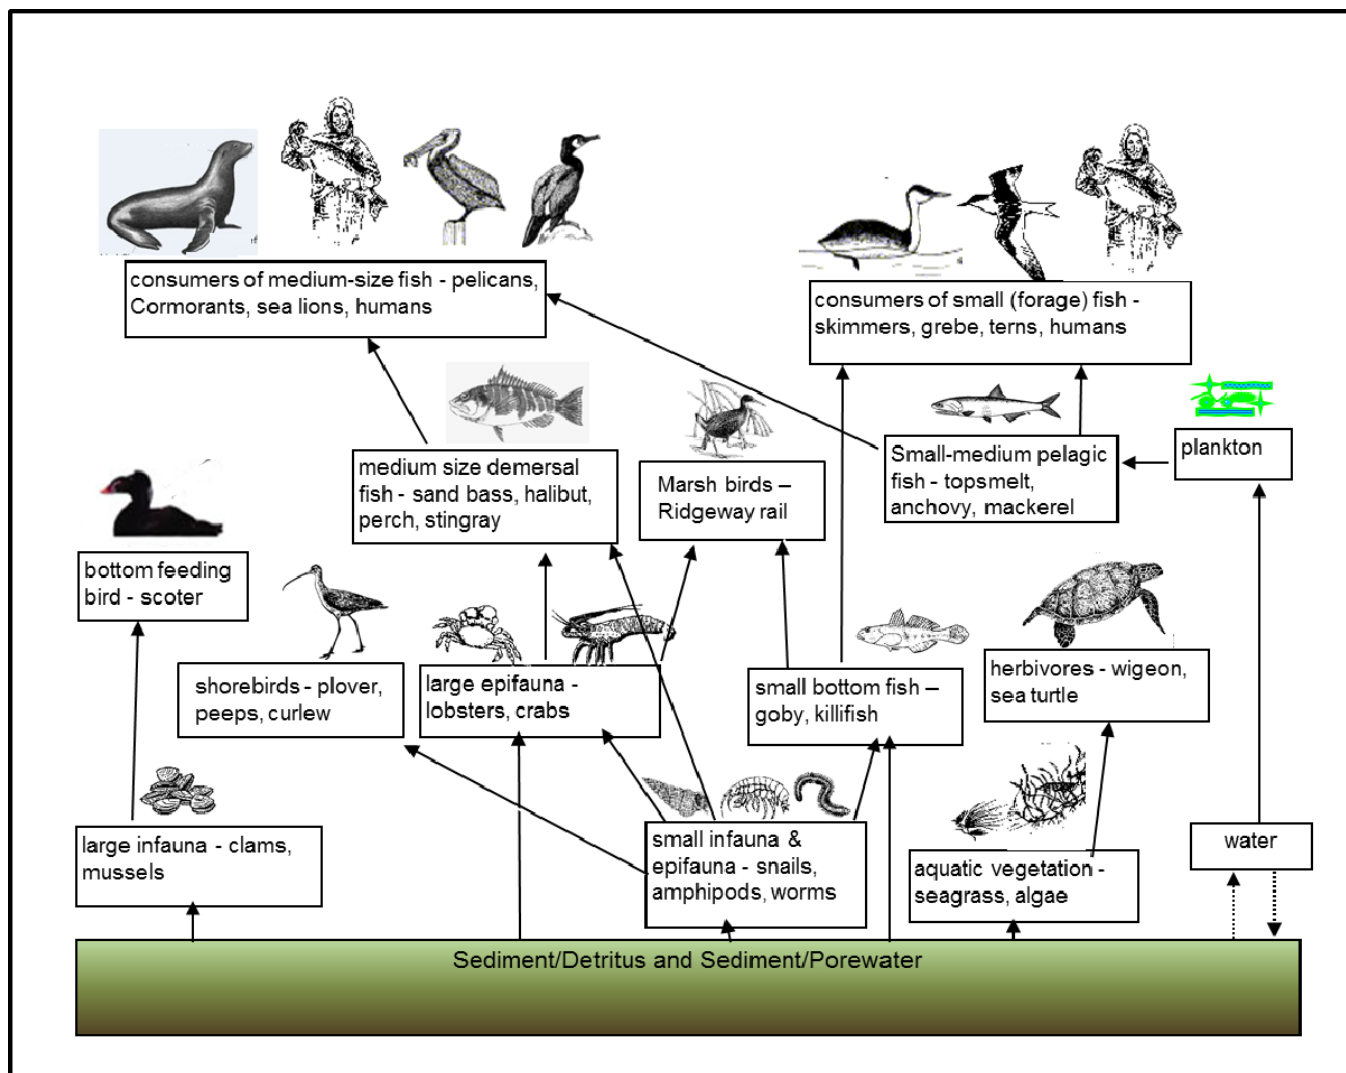 consumers of medium-size fish - pelicans,
Cormorants, sea lions, humans
consumers of small (forage) fish -
skimmers, grebe, terns, humans
medium size demersal
fish - sand bass, halibut,
perch, stingray
Marsh birds –
Ridgeway rail
Small-medium pelagic
fish - topsmelt,
anchovy, mackerel
plankton
bottom feeding
bird - scoter
shorebirds - plover,
peeps, curlew
large epifauna -
lobsters, crabs
small bottom fish –
goby, killifish
herbivores - wigeon,
sea turtle
large infauna - clams,
mussels
small infauna &
epifauna - snails,
amphipods, worms
aquatic vegetation -
seagrass, algae
water
Sediment/Detritus and Sediment/Porewater